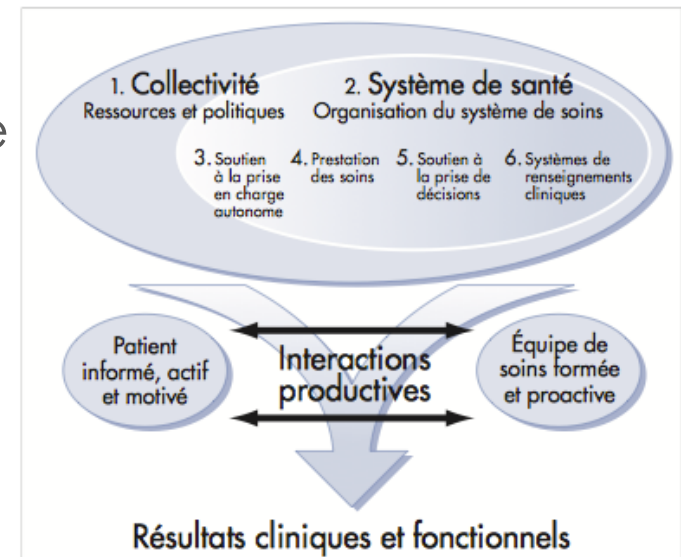 e
1. Collectivité
Ressources et politiques
2. Système de santé
Organisation du système de soins
3. Soutien
à la prise
en charge
autonome
4. Prestation
des soins
5. Soutien à
la prise de
décisions
6. Systèmes de
renseignements
cliniques
Patient
informé, actif
et motivé
Interactions
productives
Équipe de
soins formée
et proactive
Résultats cliniques et fonctionnels